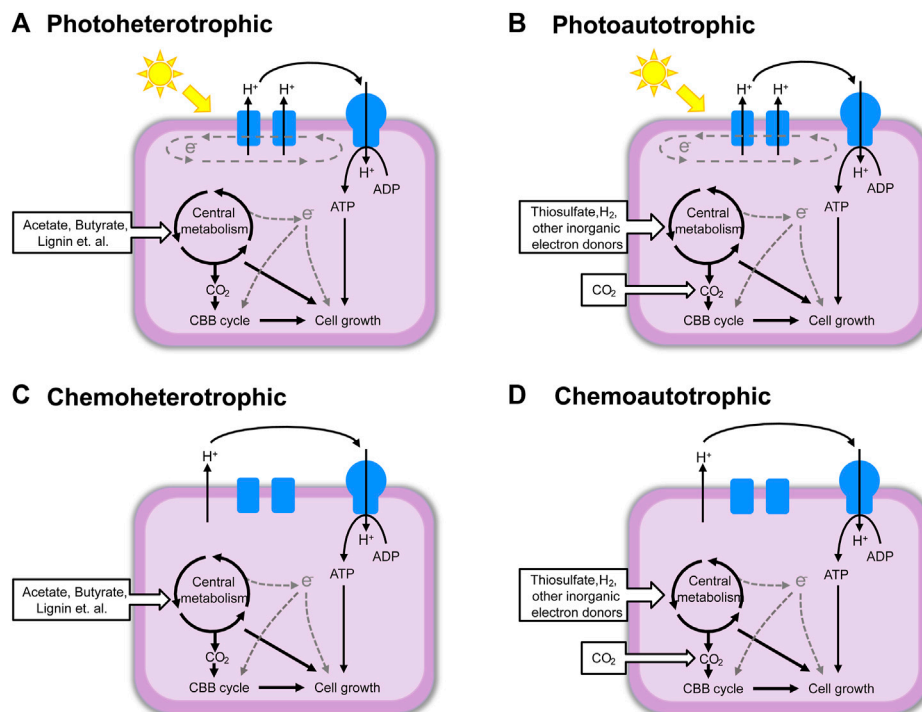 A Photoheterotrophic
H⁺ H⁺
e⁻
H⁺
ADP
ATP
Central
metabolism
e⁻
Acetate, Butyrate,
Lignin et. al.
CO₂
CBB cycle
Cell growth
B Photoautotrophic
H⁺ H⁺
e⁻
H⁺
ADP
ATP
Central
metabolism
e⁻
Thiosulfate,H₂,
other inorganic
electron donors
CO₂
CO₂
CBB cycle
Cell growth
C Chemoheterotrophic
H⁺
H⁺
ADP
ATP
Central
metabolism
e⁻
Acetate, Butyrate,
Lignin et. al.
CO₂
CBB cycle
Cell growth
D Chemoautotrophic
H⁺
H⁺
ADP
ATP
Central
metabolism
e⁻
Thiosulfate,H₂,
other inorganic
electron donors
CO₂
CO₂
CBB cycle
Cell growth